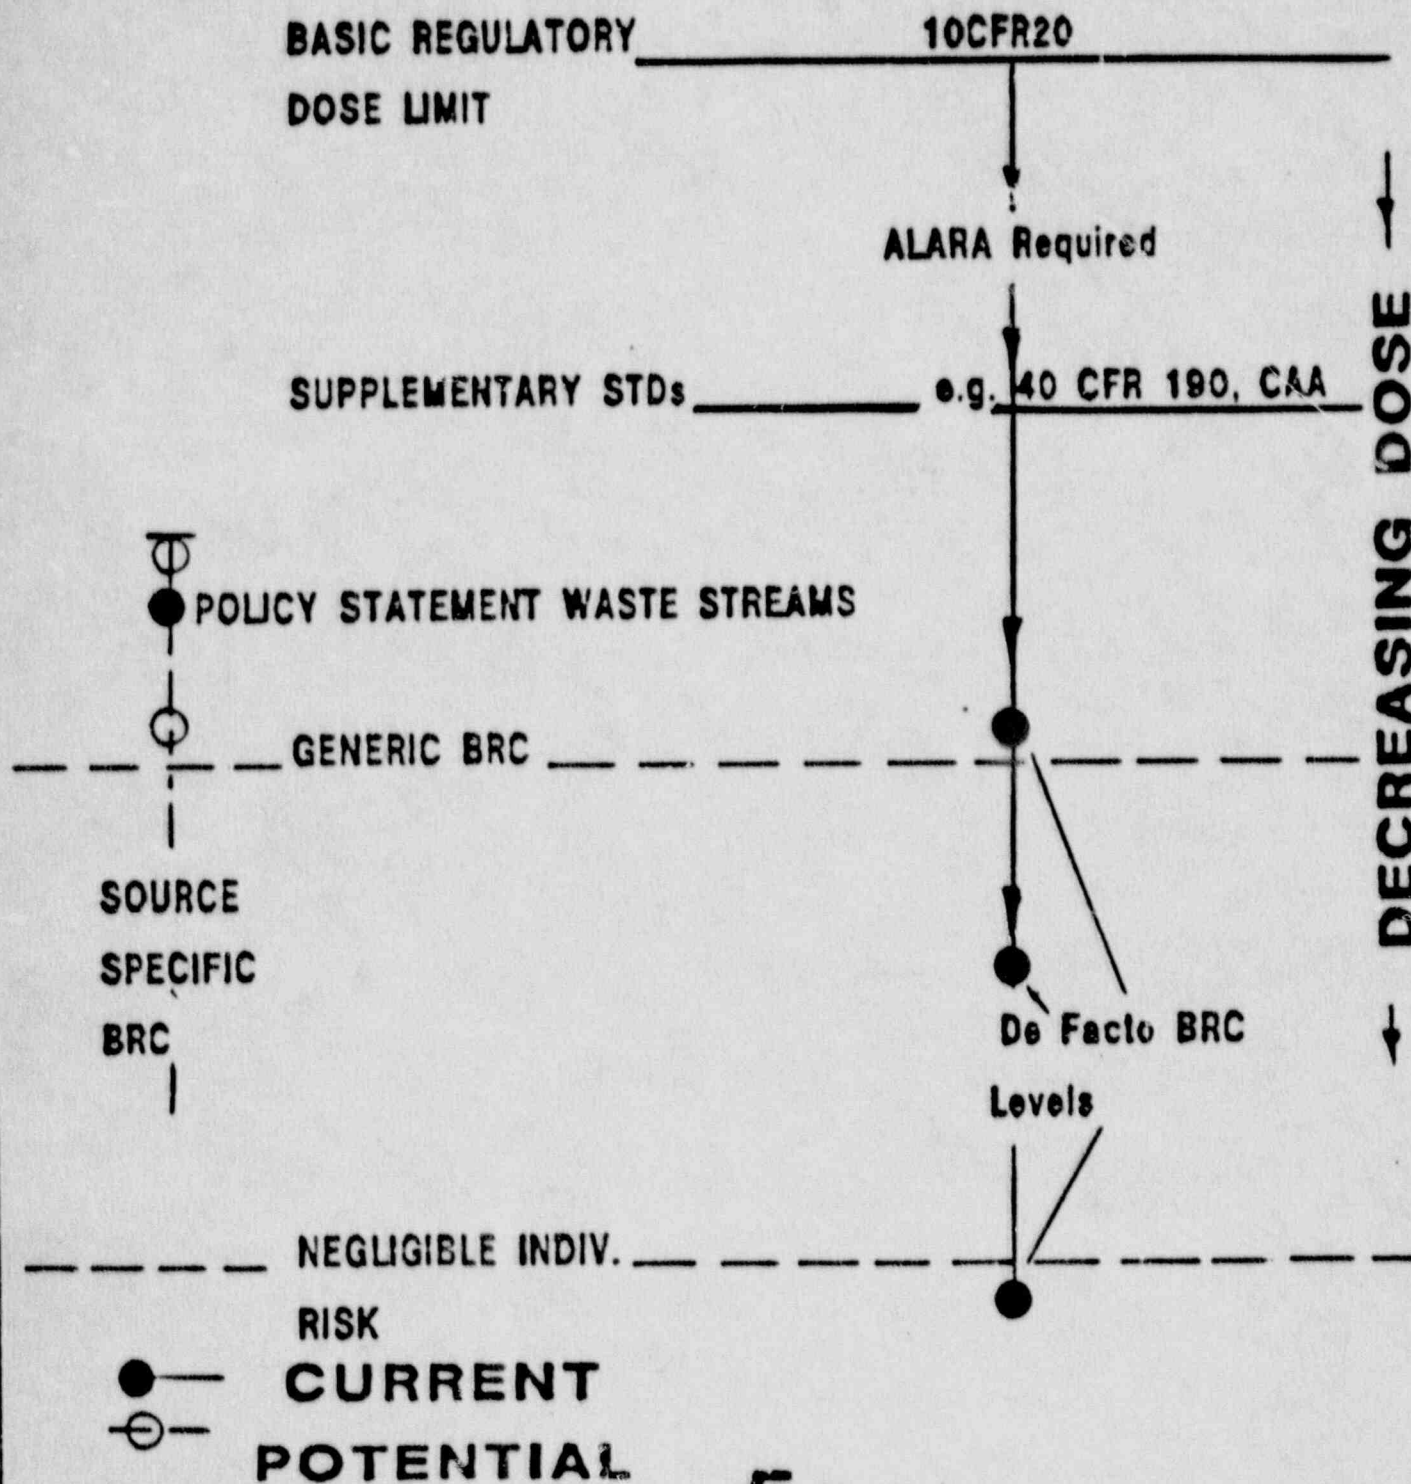 BASIC REGULATORY 10CFR20
DOSE LIMIT
ALARA Required
SUPPLEMENTARY STDs e.g. 40 CFR 190, CAA
POLICY STATEMENT WASTE STREAMS
GENERIC BRC
SOURCE
SPECIFIC
BRC
De Facto BRC
Levels
NEGLIGIBLE INDIV.
RISK
CURRENT
POTENTIAL
DECREASING DOSE